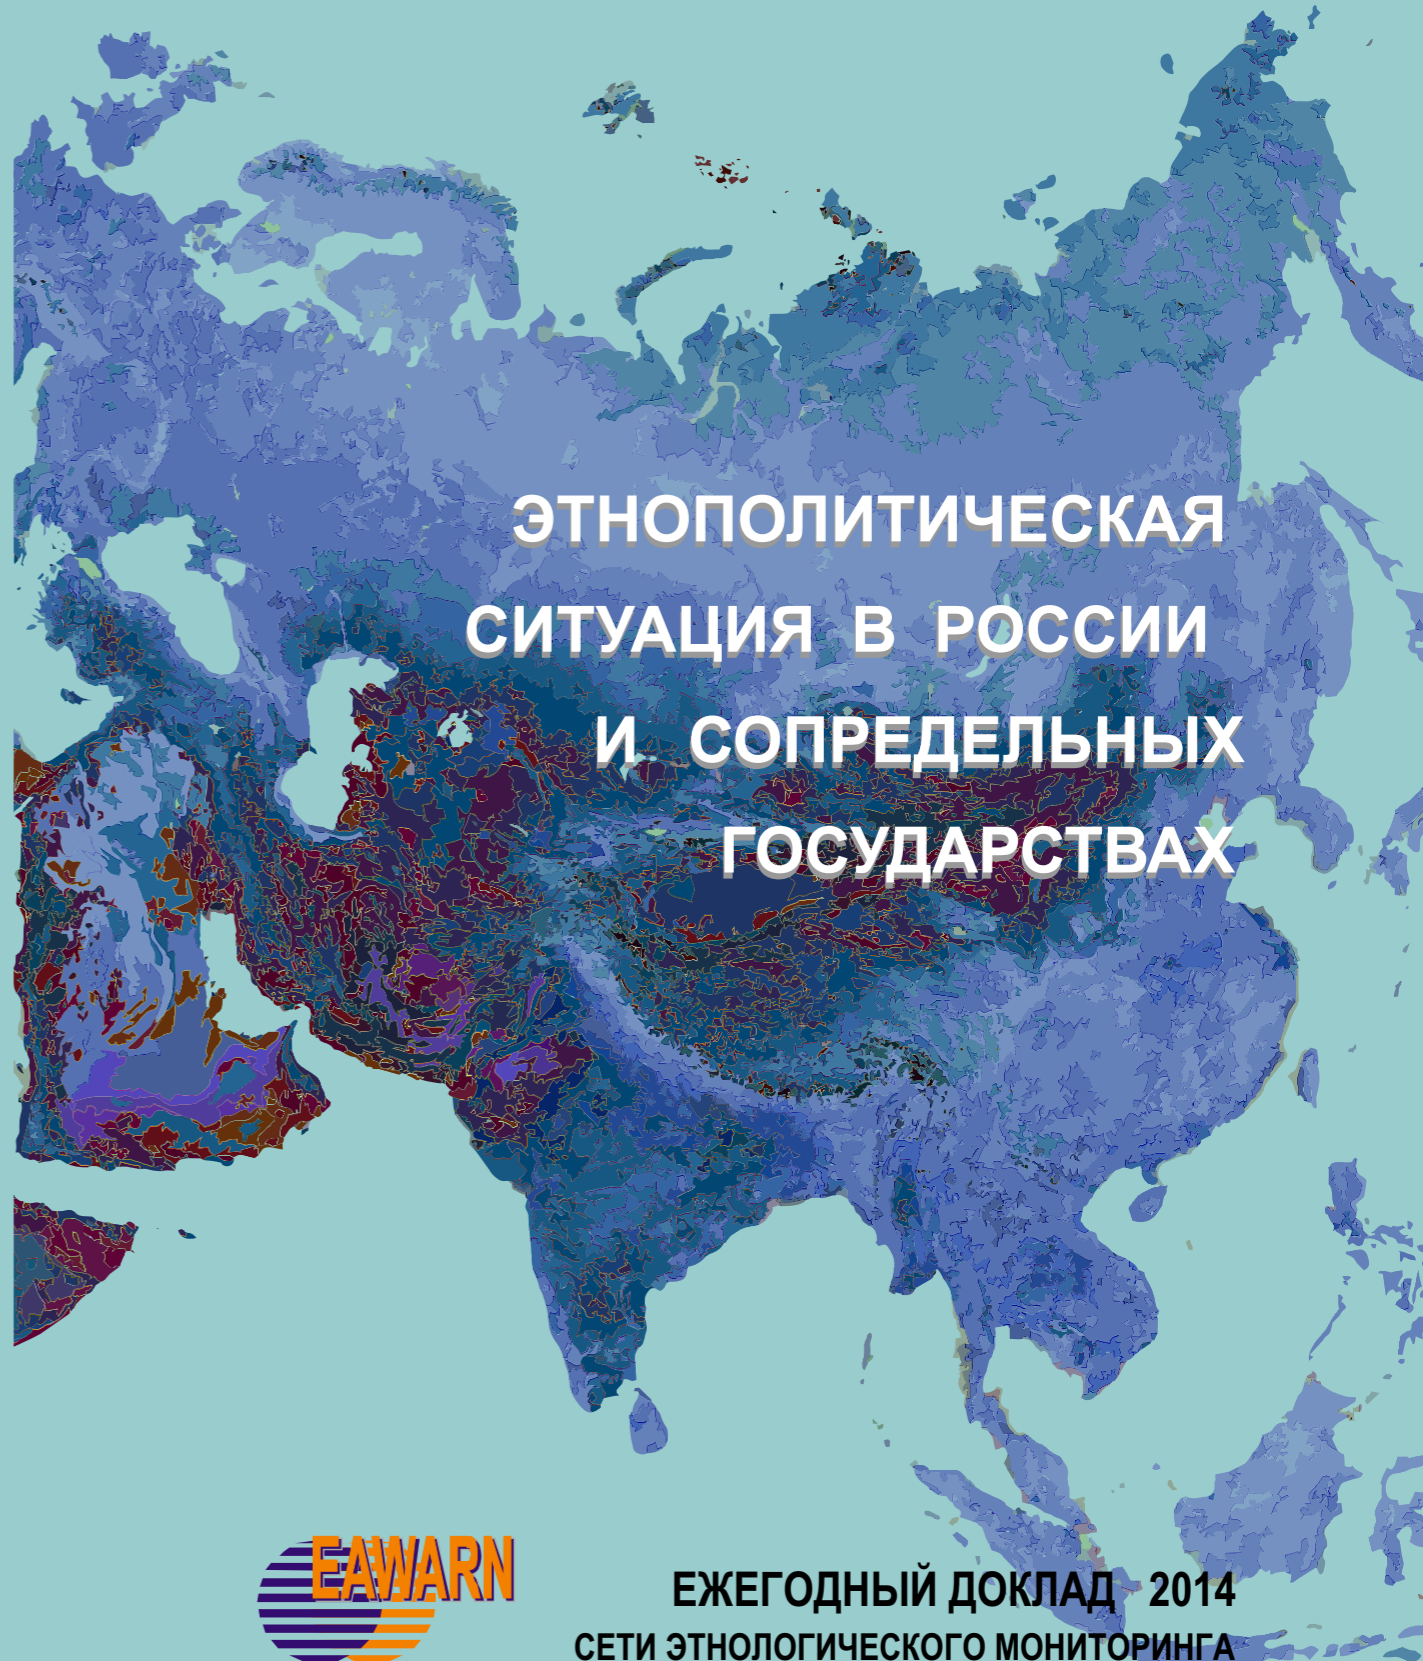 ЭТНОПОЛИТИЧЕСКАЯ
СИТУАЦИЯ В РОССИИ
И СОПРЕДЕЛЬНЫХ
ГОСУДАРСТВАХ
EAWARN
ЕЖЕГОДНЫЙ ДОКЛАД 2014
СЕТИ ЭТНОЛОГИЧЕСКОГО МОНИТОРИНГА